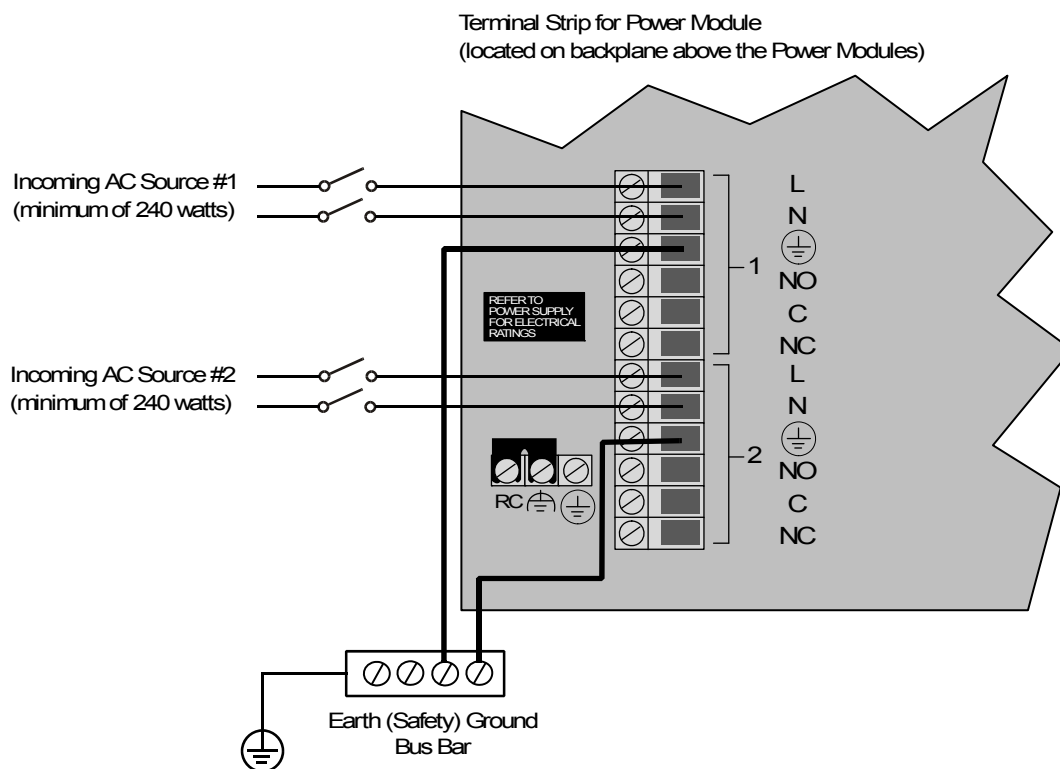 Terminal Strip for Power Module
(located on backplane above the Power Modules)
Incoming AC Source #1
(minimum of 240 watts)
L
N
1
NO
C
NC
REFER TO
POWER SUPPLY
FOR ELECTRICAL
RATINGS
Incoming AC Source #2
(minimum of 240 watts)
L
N
2
NO
C
NC
RC
Earth (Safety) Ground
Bus Bar